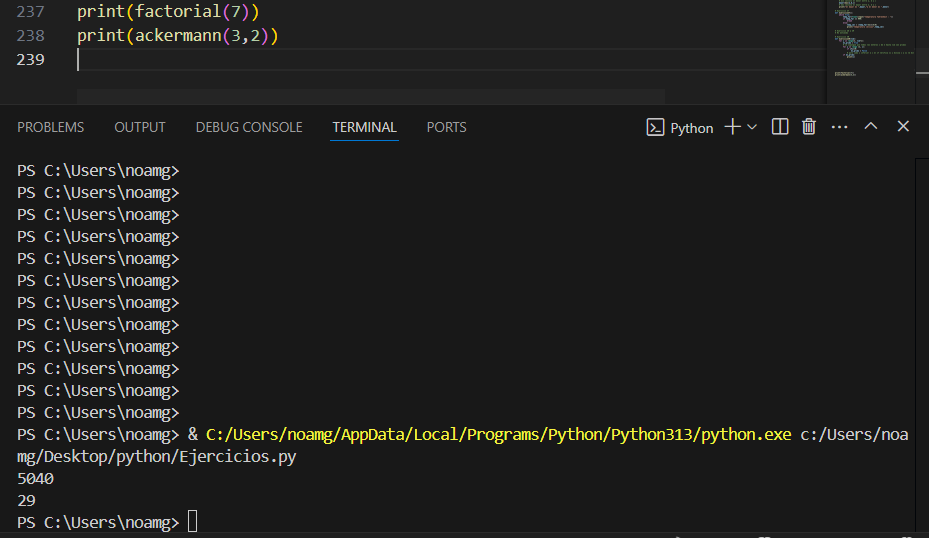 237 print(factorial(7))
238 print(ackermann(3,2))
239
PROBLEMS OUTPUT DEBUG CONSOLE TERMINAL PORTS Python
PS C:\Users\noamg>
PS C:\Users\noamg>
PS C:\Users\noamg>
PS C:\Users\noamg>
PS C:\Users\noamg>
PS C:\Users\noamg>
PS C:\Users\noamg>
PS C:\Users\noamg>
PS C:\Users\noamg>
PS C:\Users\noamg>
PS C:\Users\noamg>
PS C:\Users\noamg>
PS C:\Users\noamg> & C:/Users/noamg/AppData/Local/Programs/Python/Python313/python.exe c:/Users/noa
mg/Desktop/python/Ejercicios.py
5040
29
PS C:\Users\noamg>